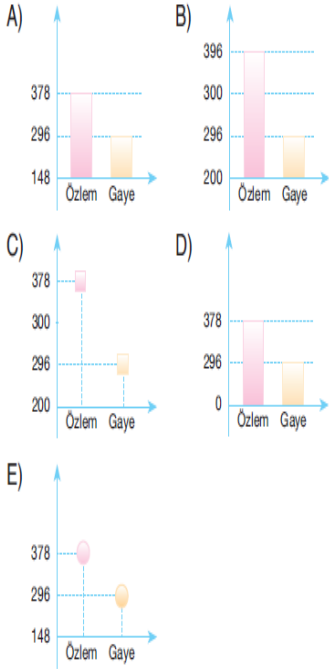 A)
378
296
148
Özlem Gaye
B)
396
300
296
200
Özlem Gaye
C)
378
300
296
200
Özlem Gaye
D)
378
296
0
Özlem Gaye
E)
378
296
148
Özlem Gaye